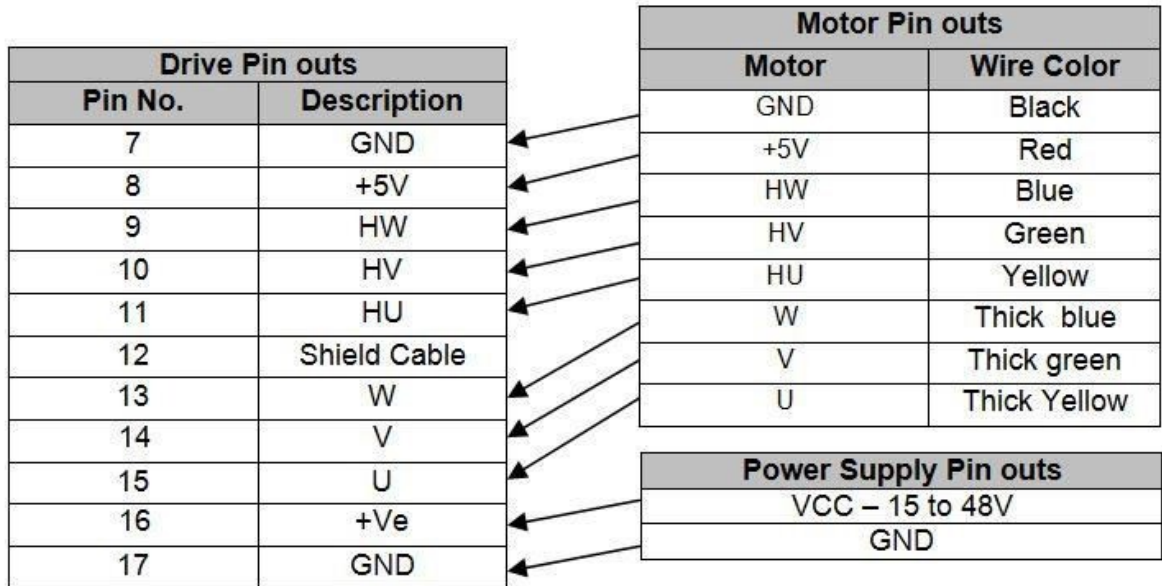 Drive Pin outs
Pin No. Description
7 GND
8 +5V
9 HW
10 HV
11 HU
12 Shield Cable
13 W
14 V
15 U
16 +Ve
17 GND
Motor Pin outs
Motor Wire Color
GND Black
+5V Red
HW Blue
HV Green
HU Yellow
W Thick blue
V Thick green
U Thick Yellow
Power Supply Pin outs
VCC – 15 to 48V
GND